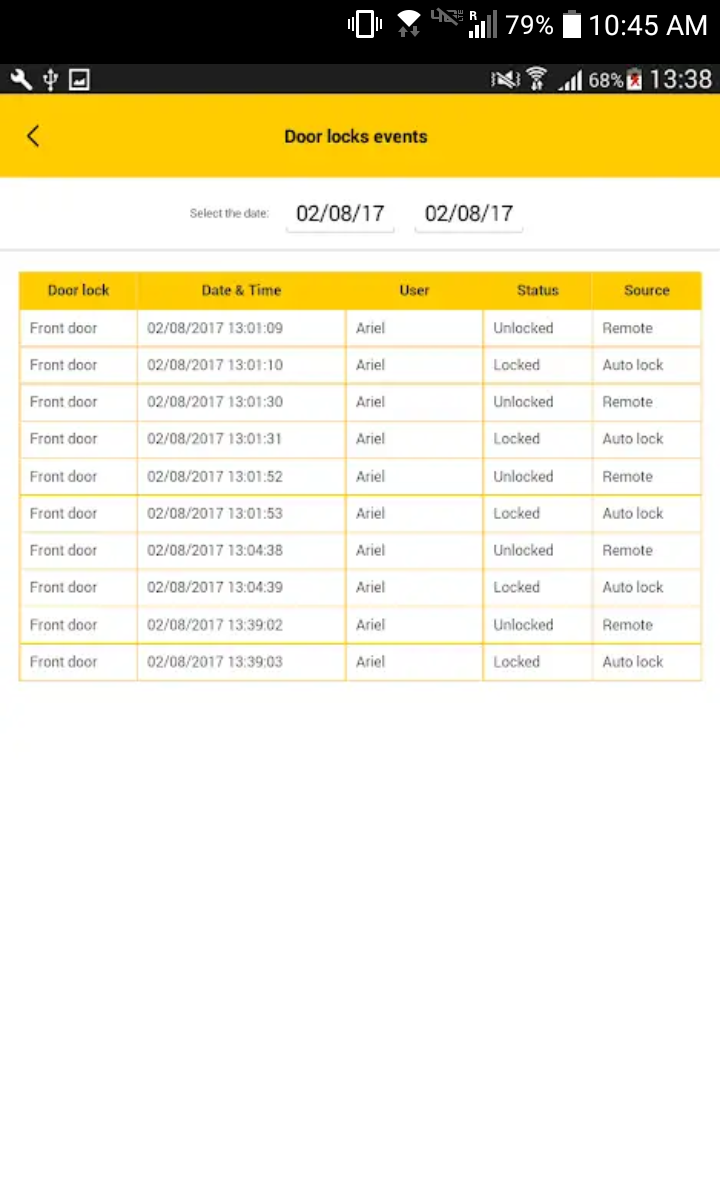 79% 10:45 AM
68% 13:38
Door locks events
Select the date: 02/08/17 02/08/17
Door lock Date & Time User Status Source
Front door 02/08/2017 13:01:09 Ariel Unlocked Remote
Front door 02/08/2017 13:01:10 Ariel Locked Auto lock
Front door 02/08/2017 13:01:30 Ariel Unlocked Remote
Front door 02/08/2017 13:01:31 Ariel Locked Auto lock
Front door 02/08/2017 13:01:52 Ariel Unlocked Remote
Front door 02/08/2017 13:01:53 Ariel Locked Auto lock
Front door 02/08/2017 13:04:38 Ariel Unlocked Remote
Front door 02/08/2017 13:04:39 Ariel Locked Auto lock
Front door 02/08/2017 13:39:02 Ariel Unlocked Remote
Front door 02/08/2017 13:39:03 Ariel Locked Auto lock